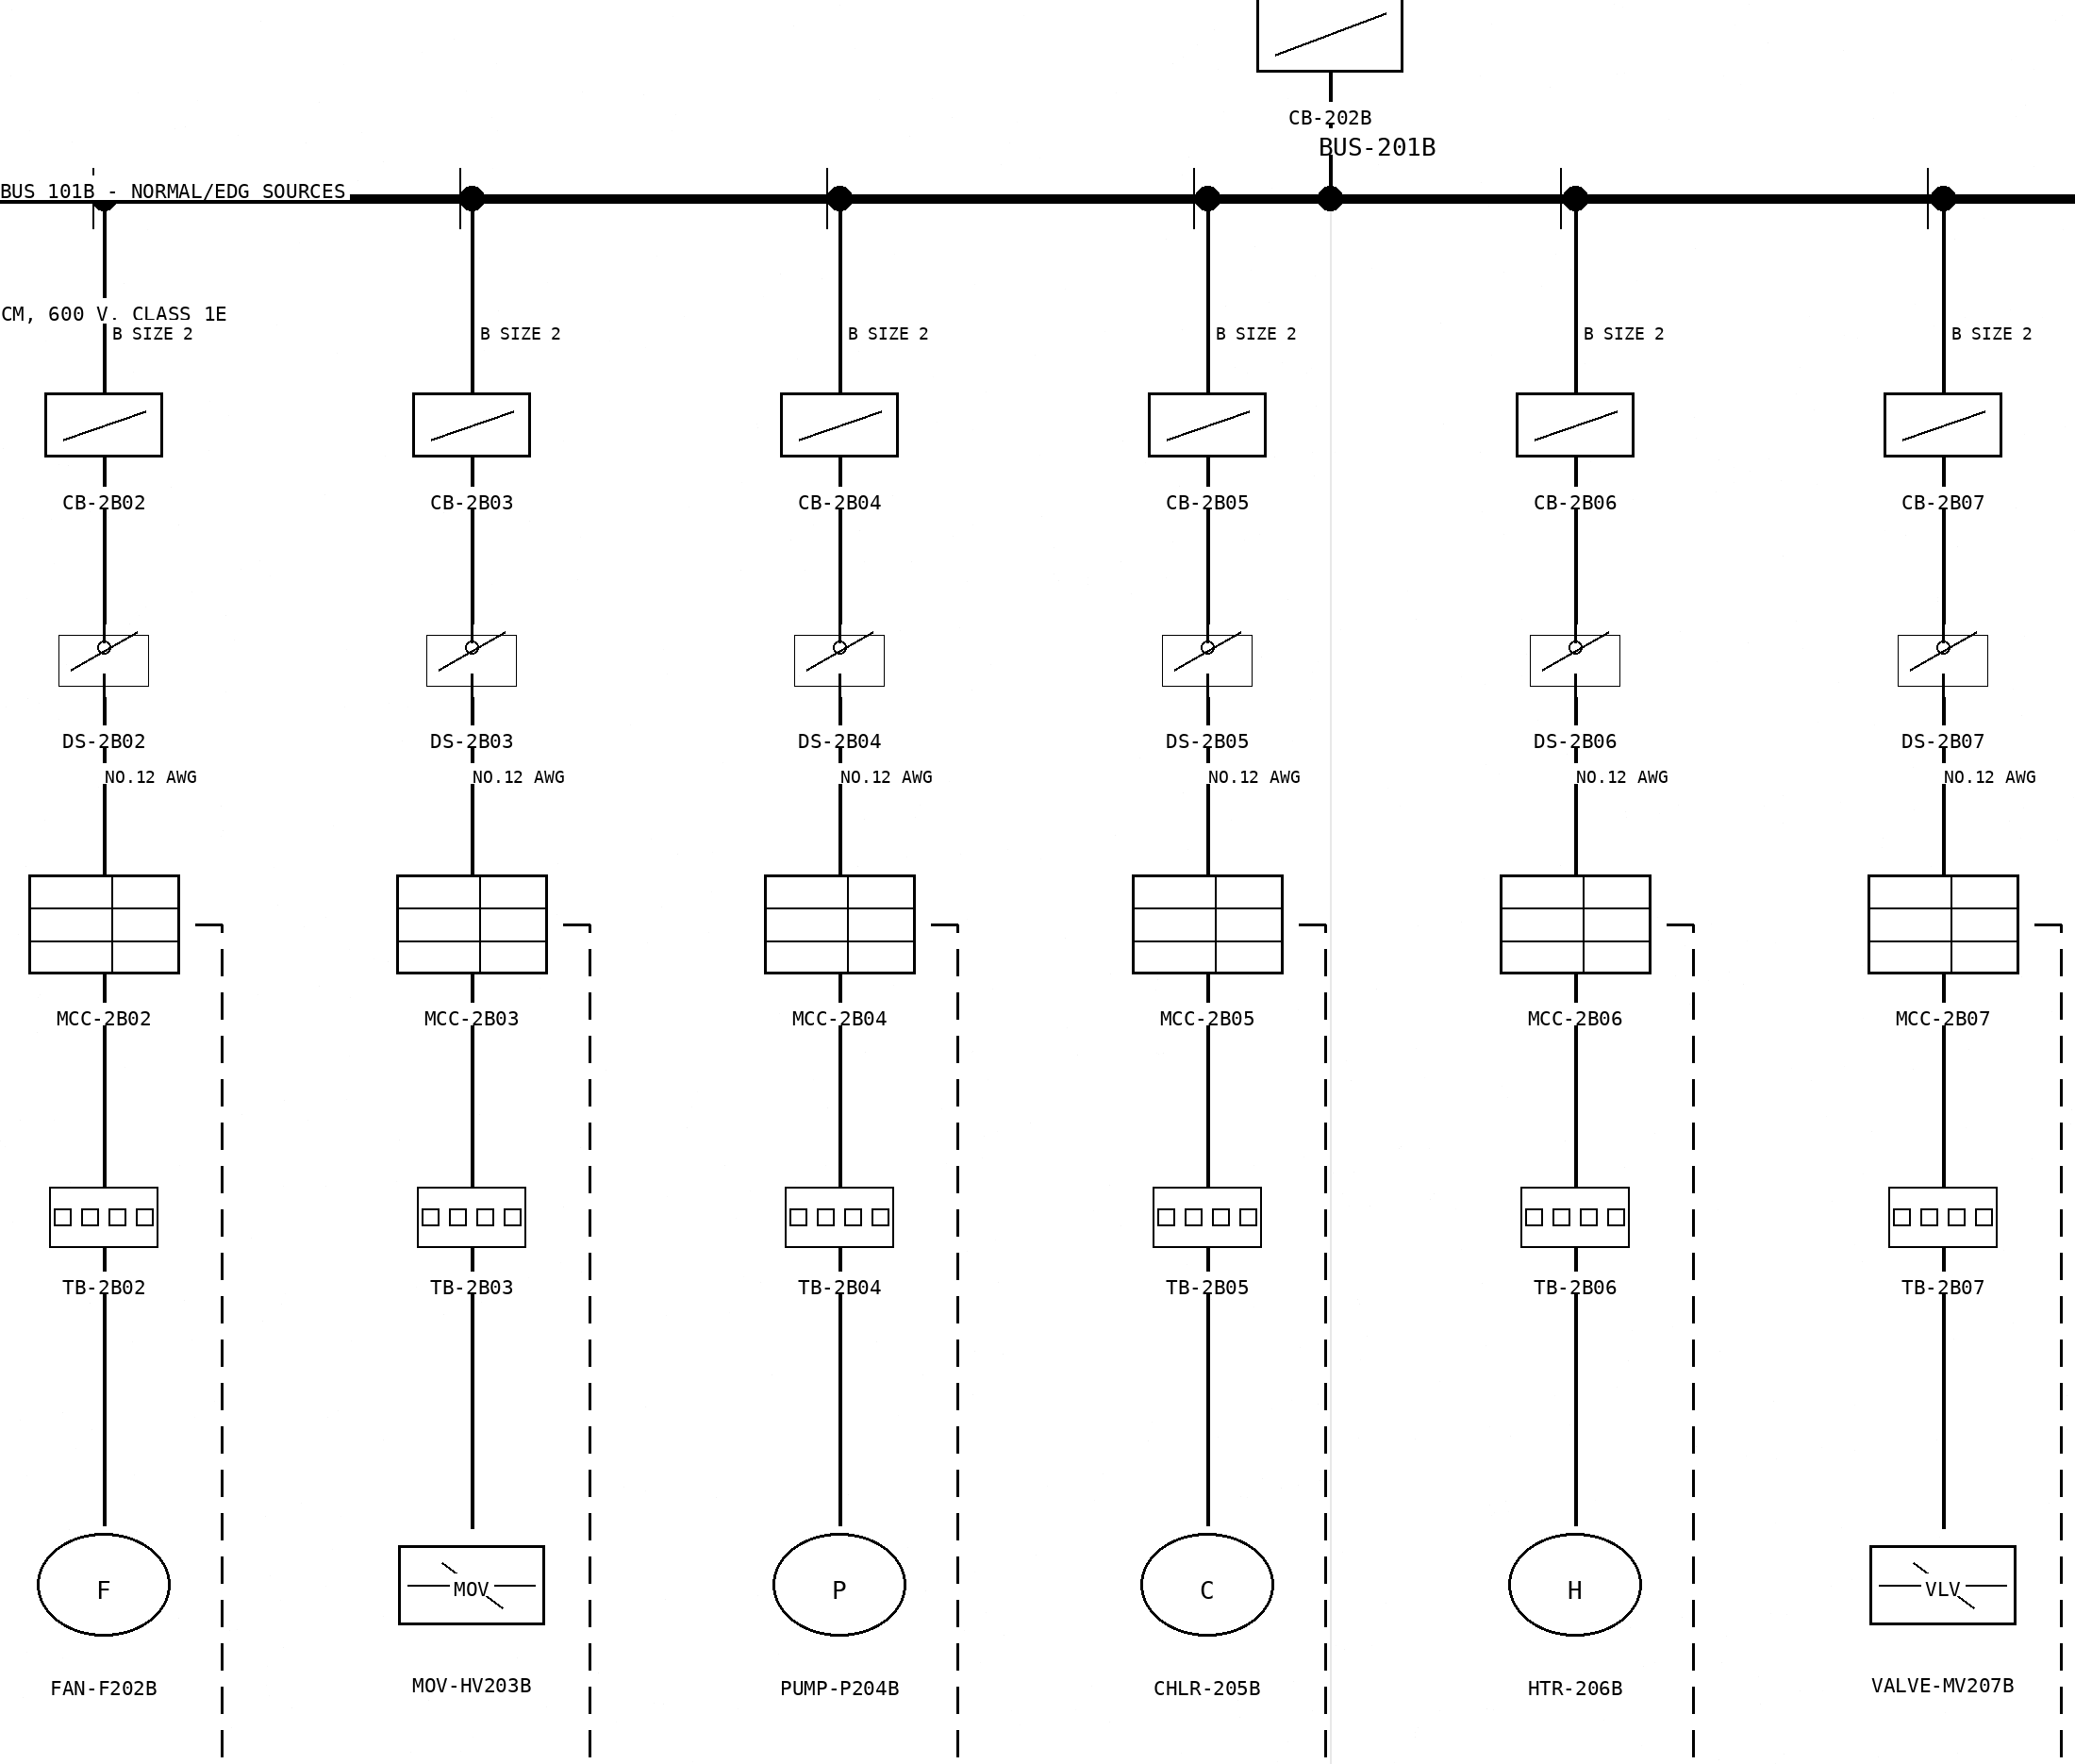 CB-202B
BUS-201B
BUS 101B - NORMAL/EDG SOURCES
CM, 600 V. CLASS 1E
B SIZE 2
B SIZE 2
B SIZE 2
B SIZE 2
B SIZE 2
B SIZE 2
CB-2B02
CB-2B03
CB-2B04
CB-2B05
CB-2B06
CB-2B07
DS-2B02
DS-2B03
DS-2B04
DS-2B05
DS-2B06
DS-2B07
NO.12 AWG
NO.12 AWG
NO.12 AWG
NO.12 AWG
NO.12 AWG
NO.12 AWG
MCC-2B02
MCC-2B03
MCC-2B04
MCC-2B05
MCC-2B06
MCC-2B07
TB-2B02
TB-2B03
TB-2B04
TB-2B05
TB-2B06
TB-2B07
F
MOV
P
C
H
VLV
FAN-F202B
MOV-HV203B
PUMP-P204B
CHLR-205B
HTR-206B
VALVE-MV207B